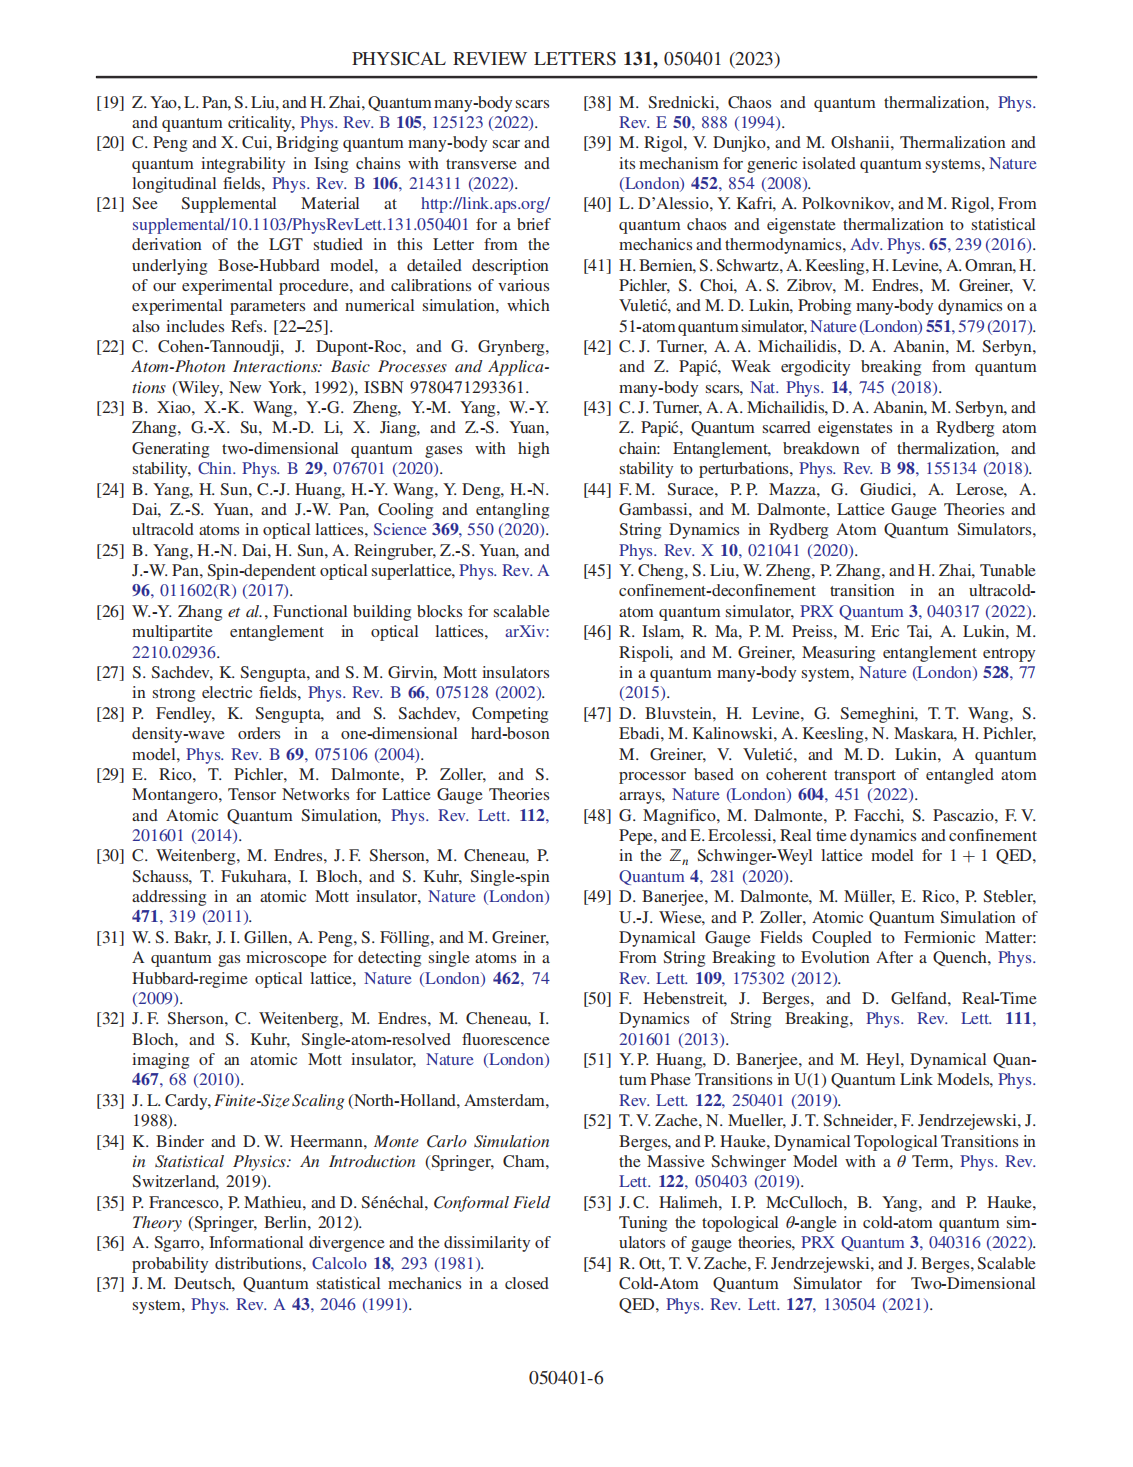 PHYSICAL REVIEW LETTERS 131, 050401 (2023)
[19] Z. Yao, L. Pan, S. Liu, and H. Zhai, Quantum many-body scars
and quantum criticality, Phys. Rev. B 105, 125123 (2022).
[20] C. Peng and X. Cui, Bridging quantum many-body scar and
quantum integrability in Ising chains with transverse and
longitudinal fields, Phys. Rev. B 106, 214311 (2022).
[21] See Supplemental Material at http://link.aps.org/
supplemental/10.1103/PhysRevLett.131.050401 for a brief
derivation of the LGT studied in this Letter from the
underlying Bose-Hubbard model, a detailed description
of our experimental procedure, and calibrations of various
experimental parameters and numerical simulation, which
also includes Refs. [22–25].
[22] C. Cohen-Tannoudji, J. Dupont-Roc, and G. Grynberg,
Atom-Photon Interactions: Basic Processes and Applica-
tions (Wiley, New York, 1992), ISBN 9780471293361.
[23] B. Xiao, X.-K. Wang, Y.-G. Zheng, Y.-M. Yang, W.-Y.
Zhang, G.-X. Su, M.-D. Li, X. Jiang, and Z.-S. Yuan,
Generating two-dimensional quantum gases with high
stability, Chin. Phys. B 29, 076701 (2020).
[24] B. Yang, H. Sun, C.-J. Huang, H.-Y. Wang, Y. Deng, H.-N.
Dai, Z.-S. Yuan, and J.-W. Pan, Cooling and entangling
ultracold atoms in optical lattices, Science 369, 550 (2020).
[25] B. Yang, H.-N. Dai, H. Sun, A. Reingruber, Z.-S. Yuan, and
J.-W. Pan, Spin-dependent optical superlattice, Phys. Rev. A
96, 011602(R) (2017).
[26] W.-Y. Zhang et al., Functional building blocks for scalable
multipartite entanglement in optical lattices, arXiv:
2210.02936.
[27] S. Sachdev, K. Sengupta, and S. M. Girvin, Mott insulators
in strong electric fields, Phys. Rev. B 66, 075128 (2002).
[28] P. Fendley, K. Sengupta, and S. Sachdev, Competing
density-wave orders in a one-dimensional hard-boson
model, Phys. Rev. B 69, 075106 (2004).
[29] E. Rico, T. Pichler, M. Dalmonte, P. Zoller, and S.
Montangero, Tensor Networks for Lattice Gauge Theories
and Atomic Quantum Simulation, Phys. Rev. Lett. 112,
201601 (2014).
[30] C. Weitenberg, M. Endres, J. F. Sherson, M. Cheneau, P.
Schauss, T. Fukuhara, I. Bloch, and S. Kuhr, Single-spin
addressing in an atomic Mott insulator, Nature (London)
471, 319 (2011).
[31] W. S. Bakr, J. I. Gillen, A. Peng, S. Fölling, and M. Greiner,
A quantum gas microscope for detecting single atoms in a
Hubbard-regime optical lattice, Nature (London) 462, 74
(2009).
[32] J. F. Sherson, C. Weitenberg, M. Endres, M. Cheneau, I.
Bloch, and S. Kuhr, Single-atom-resolved fluorescence
imaging of an atomic Mott insulator, Nature (London)
467, 68 (2010).
[33] J. L. Cardy, Finite-Size Scaling (North-Holland, Amsterdam,
1988).
[34] K. Binder and D. W. Heermann, Monte Carlo Simulation
in Statistical Physics: An Introduction (Springer, Cham,
Switzerland, 2019).
[35] P. Francesco, P. Mathieu, and D. Sénéchal, Conformal Field
Theory (Springer, Berlin, 2012).
[36] A. Sgarro, Informational divergence and the dissimilarity of
probability distributions, Calcolo 18, 293 (1981).
[37] J. M. Deutsch, Quantum statistical mechanics in a closed
system, Phys. Rev. A 43, 2046 (1991).
[38] M. Srednicki, Chaos and quantum thermalization, Phys.
Rev. E 50, 888 (1994).
[39] M. Rigol, V. Dunjko, and M. Olshanii, Thermalization and
its mechanism for generic isolated quantum systems, Nature
(London) 452, 854 (2008).
[40] L. D'Alessio, Y. Kafri, A. Polkovnikov, and M. Rigol, From
quantum chaos and eigenstate thermalization to statistical
mechanics and thermodynamics, Adv. Phys. 65, 239 (2016).
[41] H. Bernien, S. Schwartz, A. Keesling, H. Levine, A. Omran, H.
Pichler, S. Choi, A. S. Zibrov, M. Endres, M. Greiner, V.
Vuletić, and M. D. Lukin, Probing many-body dynamics on a
51-atom quantum simulator, Nature (London) 551, 579 (2017).
[42] C. J. Turner, A. A. Michailidis, D. A. Abanin, M. Serbyn,
and Z. Papić, Weak ergodicity breaking from quantum
many-body scars, Nat. Phys. 14, 745 (2018).
[43] C. J. Turner, A. A. Michailidis, D. A. Abanin, M. Serbyn, and
Z. Papić, Quantum scarred eigenstates in a Rydberg atom
chain: Entanglement, breakdown of thermalization, and
stability to perturbations, Phys. Rev. B 98, 155134 (2018).
[44] F. M. Surace, P. P. Mazza, G. Giudici, A. Lerose, A.
Gambassi, and M. Dalmonte, Lattice Gauge Theories and
String Dynamics in Rydberg Atom Quantum Simulators,
Phys. Rev. X 10, 021041 (2020).
[45] Y. Cheng, S. Liu, W. Zheng, P. Zhang, and H. Zhai, Tunable
confinement-deconfinement transition in an ultracold-
atom quantum simulator, PRX Quantum 3, 040317 (2022).
[46] R. Islam, R. Ma, P. M. Preiss, M. Eric Tai, A. Lukin, M.
Rispoli, and M. Greiner, Measuring entanglement entropy
in a quantum many-body system, Nature (London) 528, 77
(2015).
[47] D. Bluvstein, H. Levine, G. Semeghini, T. T. Wang, S.
Ebadi, M. Kalinowski, A. Keesling, N. Maskara, H. Pichler,
M. Greiner, V. Vuletić, and M. D. Lukin, A quantum
processor based on coherent transport of entangled atom
arrays, Nature (London) 604, 451 (2022).
[48] G. Magnifico, M. Dalmonte, P. Facchi, S. Pascazio, F. V.
Pepe, and E. Ercolessi, Real time dynamics and confinement
in the ℤn Schwinger-Weyl lattice model for 1 + 1 QED,
Quantum 4, 281 (2020).
[49] D. Banerjee, M. Dalmonte, M. Müller, E. Rico, P. Stebler,
U.-J. Wiese, and P. Zoller, Atomic Quantum Simulation of
Dynamical Gauge Fields Coupled to Fermionic Matter:
From String Breaking to Evolution After a Quench, Phys.
Rev. Lett. 109, 175302 (2012).
[50] F. Hebenstreit, J. Berges, and D. Gelfand, Real-Time
Dynamics of String Breaking, Phys. Rev. Lett. 111,
201601 (2013).
[51] Y. P. Huang, D. Banerjee, and M. Heyl, Dynamical Quan-
tum Phase Transitions in U(1) Quantum Link Models, Phys.
Rev. Lett. 122, 250401 (2019).
[52] T. V. Zache, N. Mueller, J. T. Schneider, F. Jendrzejewski, J.
Berges, and P. Hauke, Dynamical Topological Transitions in
the Massive Schwinger Model with a θ Term, Phys. Rev.
Lett. 122, 050403 (2019).
[53] J. C. Halimeh, I. P. McCulloch, B. Yang, and P. Hauke,
Tuning the topological θ-angle in cold-atom quantum sim-
ulators of gauge theories, PRX Quantum 3, 040316 (2022).
[54] R. Ott, T. V. Zache, F. Jendrzejewski, and J. Berges, Scalable
Cold-Atom Quantum Simulator for Two-Dimensional
QED, Phys. Rev. Lett. 127, 130504 (2021).
050401-6